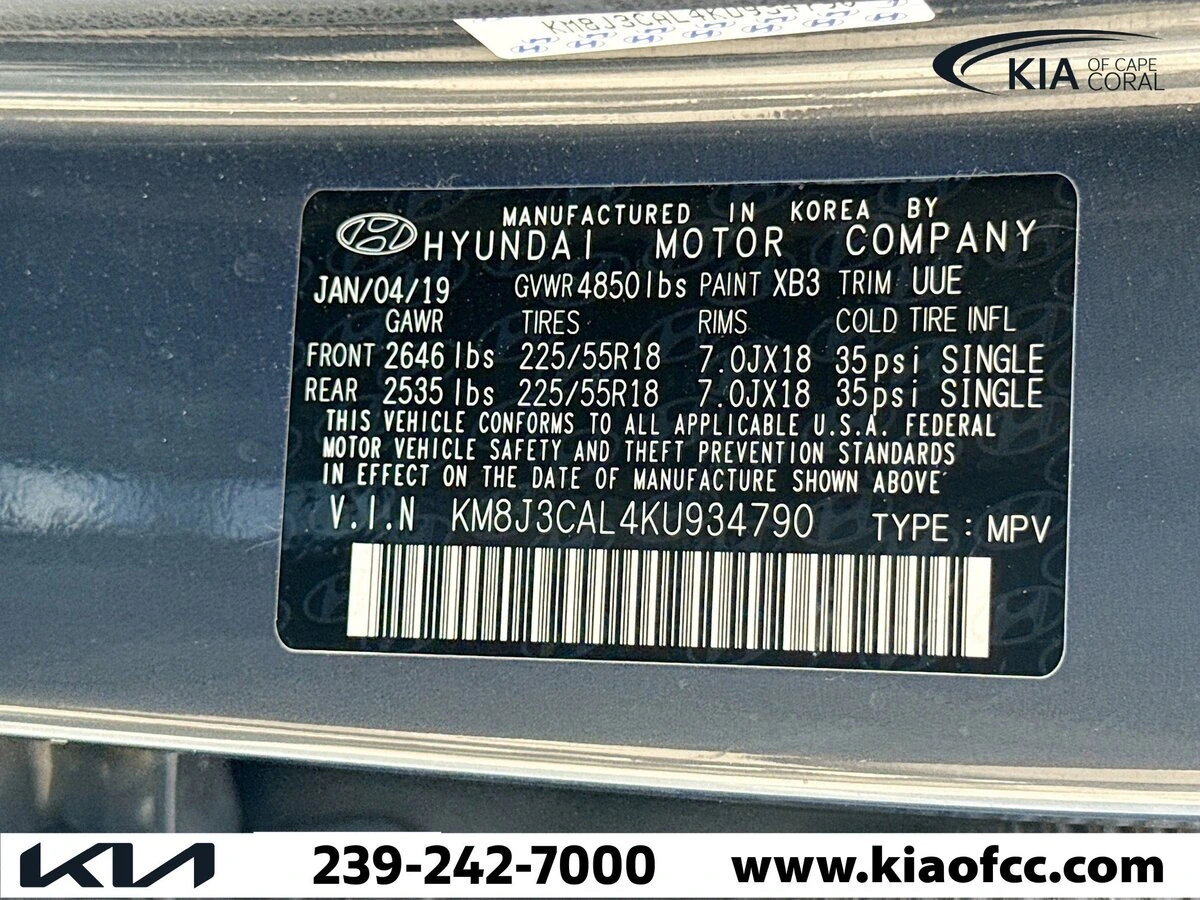 KM8J3CAL4KU934790
KIA OF CAPE CORAL
MANUFACTURED IN KOREA BY
HYUNDAI MOTOR COMPANY
JAN/04/19 GVWR 4850lbs PAINT XB3 TRIM UUE
GAWR TIRES RIMS COLD TIRE INFL
FRONT 2646 lbs 225/55R18 7.0JX18 35psi SINGLE
REAR 2535 lbs 225/55R18 7.0JX18 35psi SINGLE
THIS VEHICLE CONFORMS TO ALL APPLICABLE U.S.A. FEDERAL
MOTOR VEHICLE SAFETY AND THEFT PREVENTION STANDARDS
IN EFFECT ON THE DATE OF MANUFACTURE SHOWN ABOVE
V.I.N KM8J3CAL4KU934790 TYPE : MPV
KIA 239-242-7000 www.kiaofcc.com